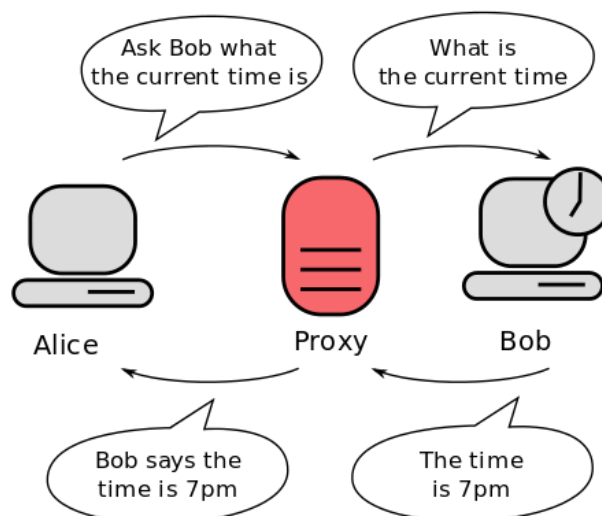 Ask Bob what
the current time is
What is
the current time
Alice
Proxy
Bob
Bob says the
time is 7pm
The time
is 7pm